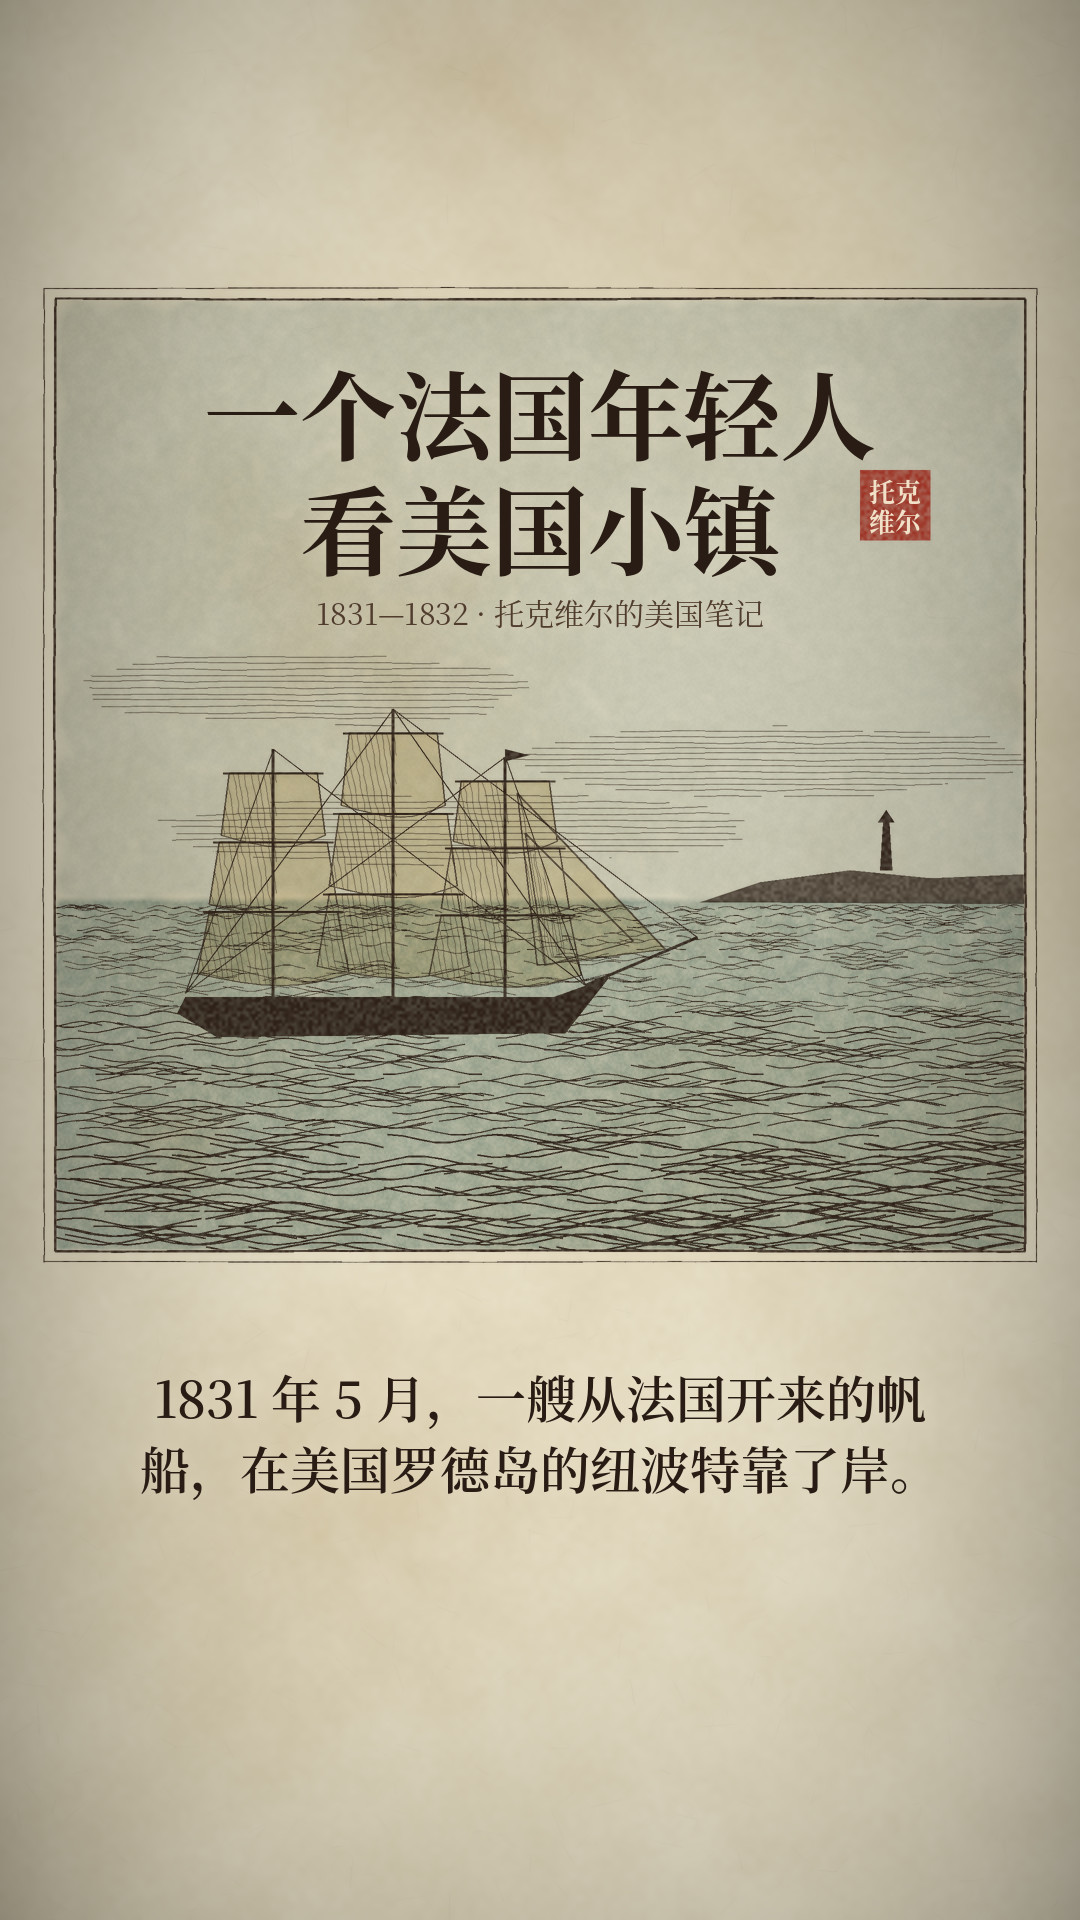 一个法国年轻人
看美国小镇
托克
维尔
1831—1832 · 托克维尔的美国笔记
1831 年 5 月，一艘从法国开来的帆
船，在美国罗德岛的纽波特靠了岸。